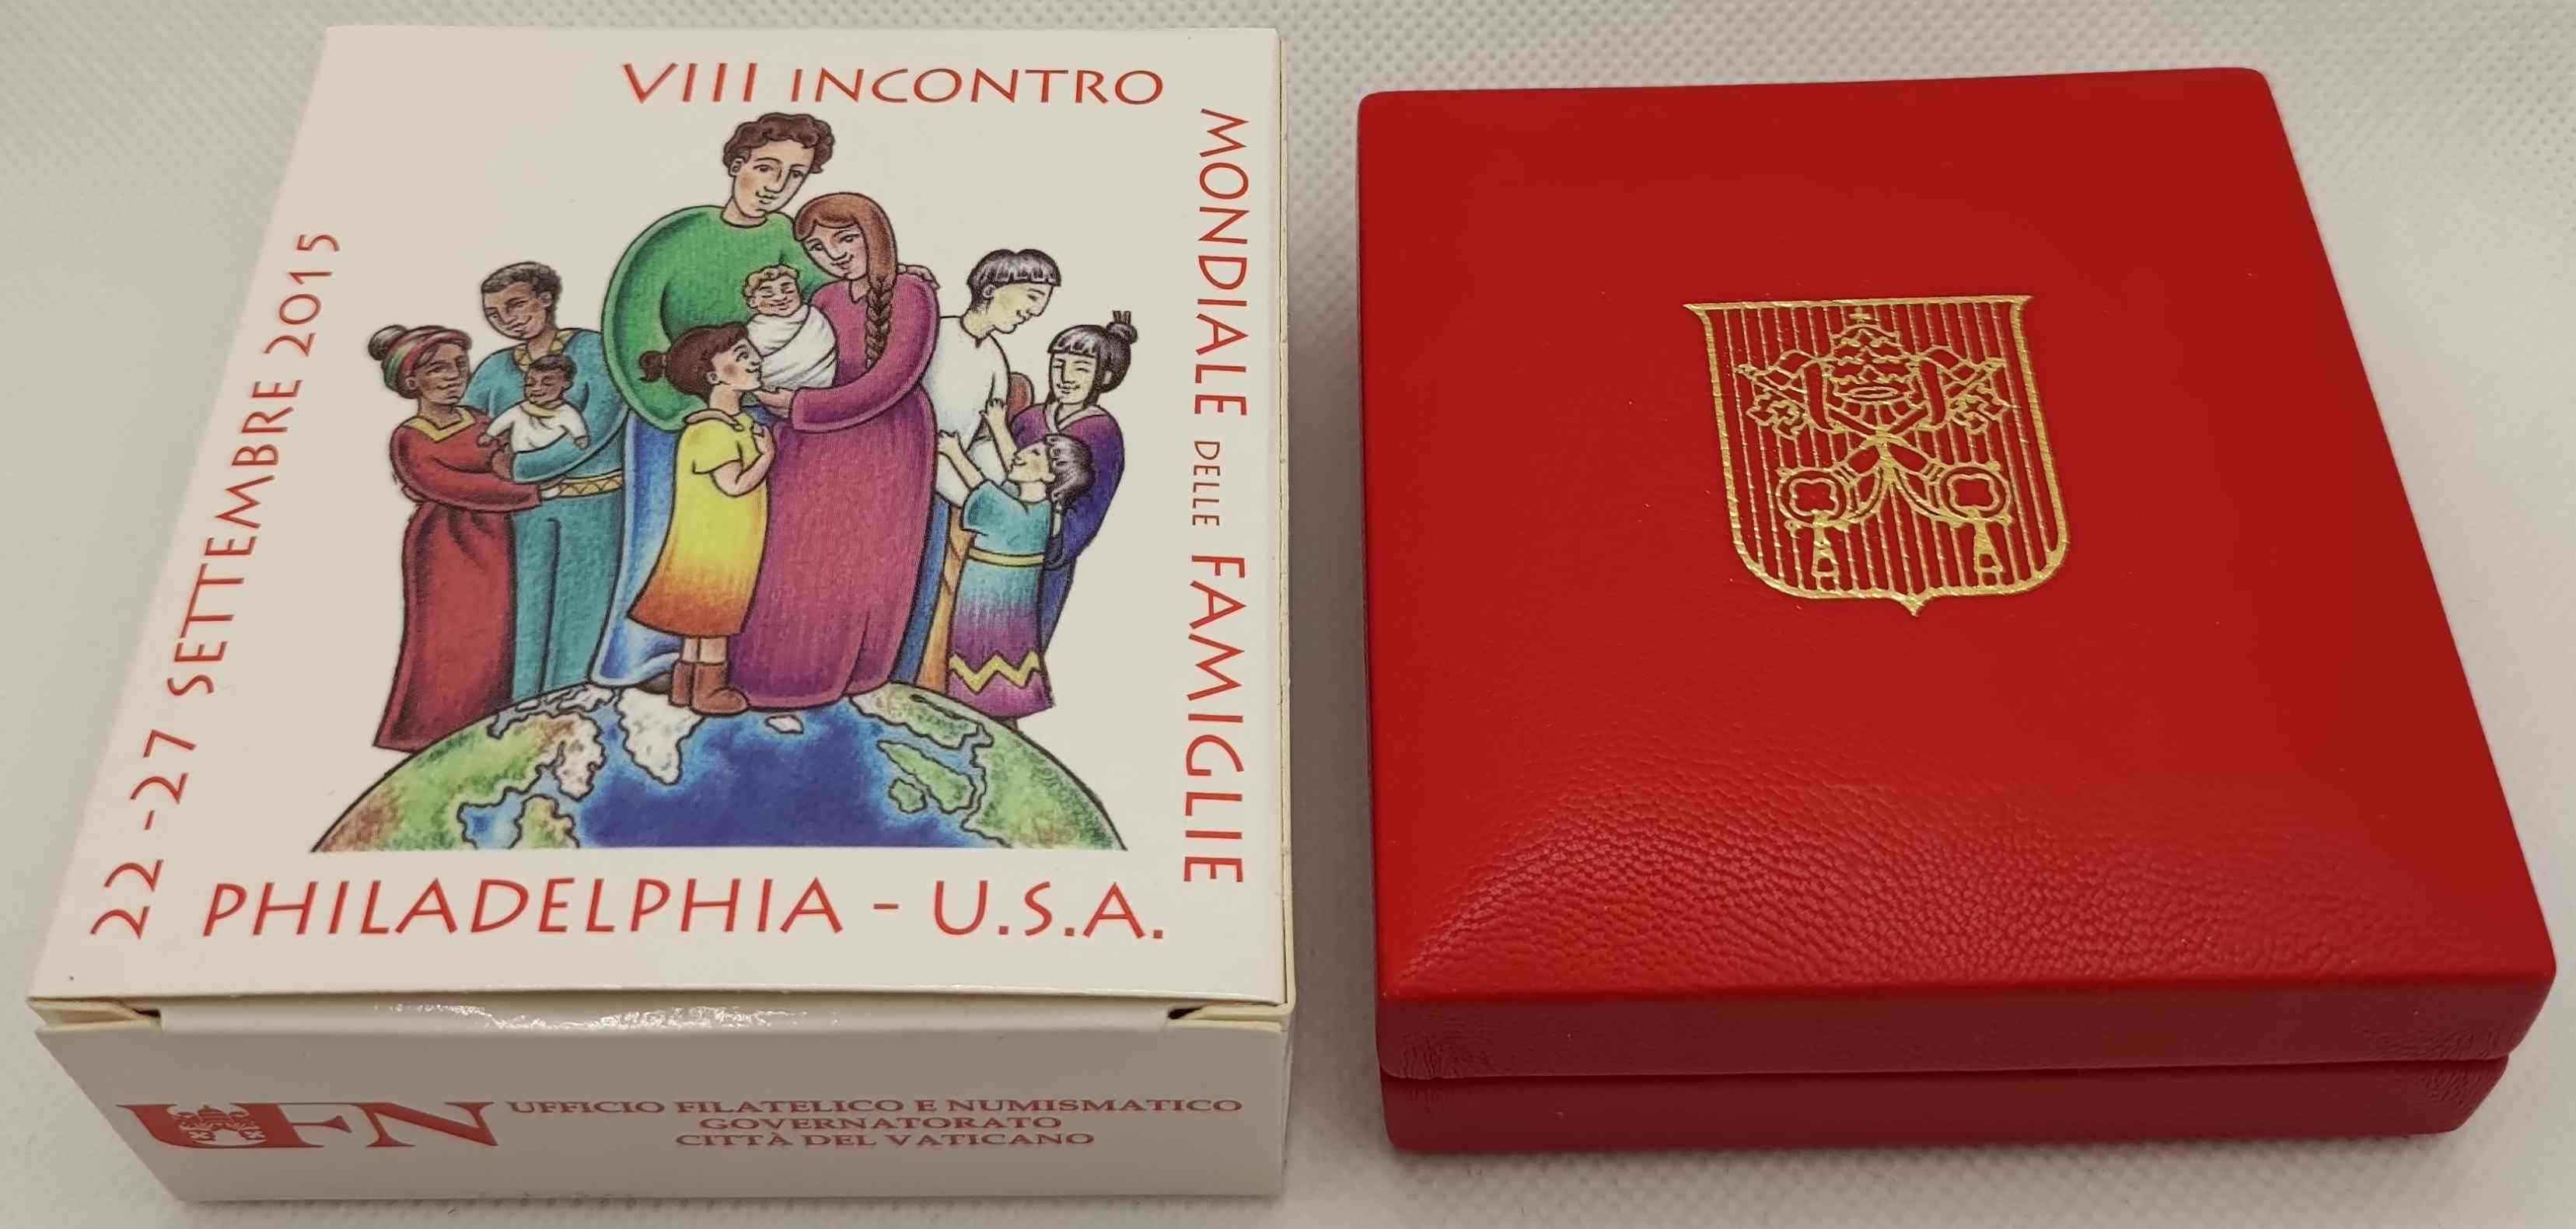 VIII INCONTRO
MONDIALE DELLE FAMIGLIE
22-27 SETTEMBRE 2015
PHILADELPHIA - U.S.A.
UFN
UFFICIO FILATELICO E NUMISMATICO
GOVERNATORATO
CITTÀ DEL VATICANO